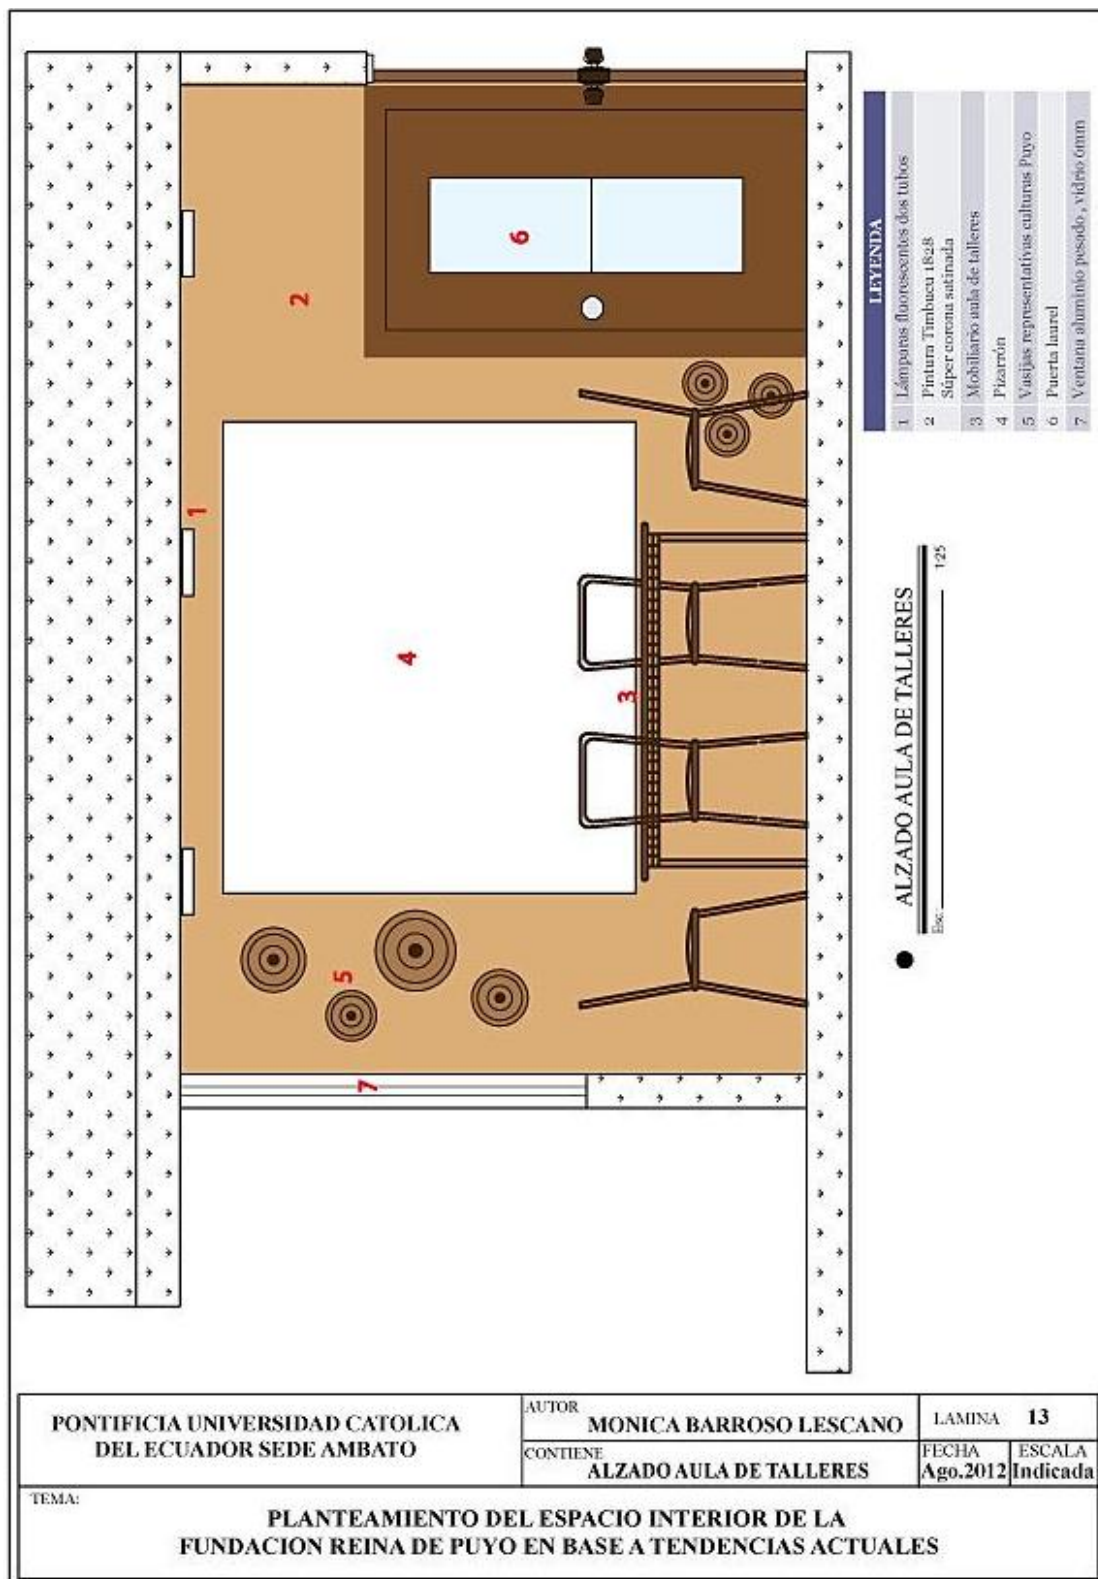 1
2
3
4
5
6
7
LEYENDA
1 Lámparas fluorescentes dos tubos
2 Pintura Timbucu 1828
Súper corona satinada
3 Mobiliario aula de talleres
4 Pizarrón
5 Vasijas representativas culturas Puyo
6 Puerta laurel
7 Ventana aluminio pesado , vidrio 6mm
ALZADO AULA DE TALLERES
Esc: 1:25
PONTIFICIA UNIVERSIDAD CATOLICA
DEL ECUADOR SEDE AMBATO
AUTOR
MONICA BARROSO LESCANO
LAMINA 13
CONTIENE
ALZADO AULA DE TALLERES
FECHA
Ago.2012
ESCALA
Indicada
TEMA:
PLANTEAMIENTO DEL ESPACIO INTERIOR DE LA
FUNDACION REINA DE PUYO EN BASE A TENDENCIAS ACTUALES